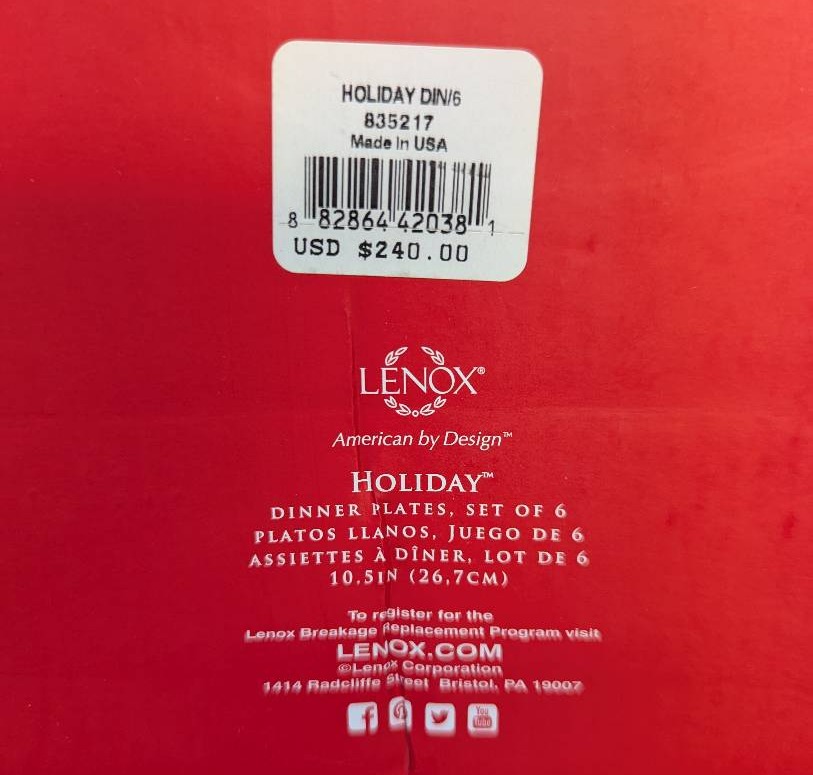 HOLIDAY DIN/6
835217
Made In USA
8 82864 42038 1
USD $240.00
LENOX®
American by Design™
HOLIDAY™
DINNER PLATES, SET OF 6
PLATOS LLANOS, JUEGO DE 6
ASSIETTES À DÎNER, LOT DE 6
10,5IN (26,7CM)
To register for the
Lenox Breakage Replacement Program visit
LENOX.COM
©Lenox Corporation
1414 Radcliffe Street Bristol, PA 19007
You
Tube